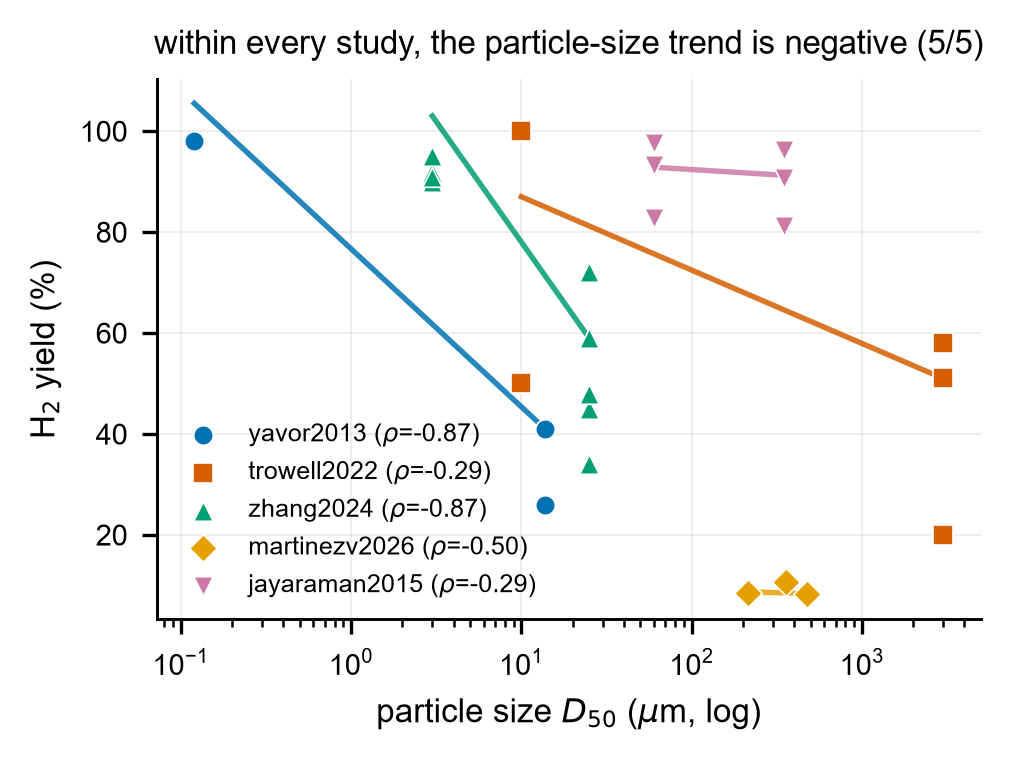 within every study, the particle-size trend is negative (5/5)
H₂ yield (%)
100
80
60
40
20
yavor2013 (ρ=-0.87)
trowell2022 (ρ=-0.29)
zhang2024 (ρ=-0.87)
martinezv2026 (ρ=-0.50)
jayaraman2015 (ρ=-0.29)
10⁻¹ 10⁰ 10¹ 10² 10³
particle size D₅₀ (μm, log)